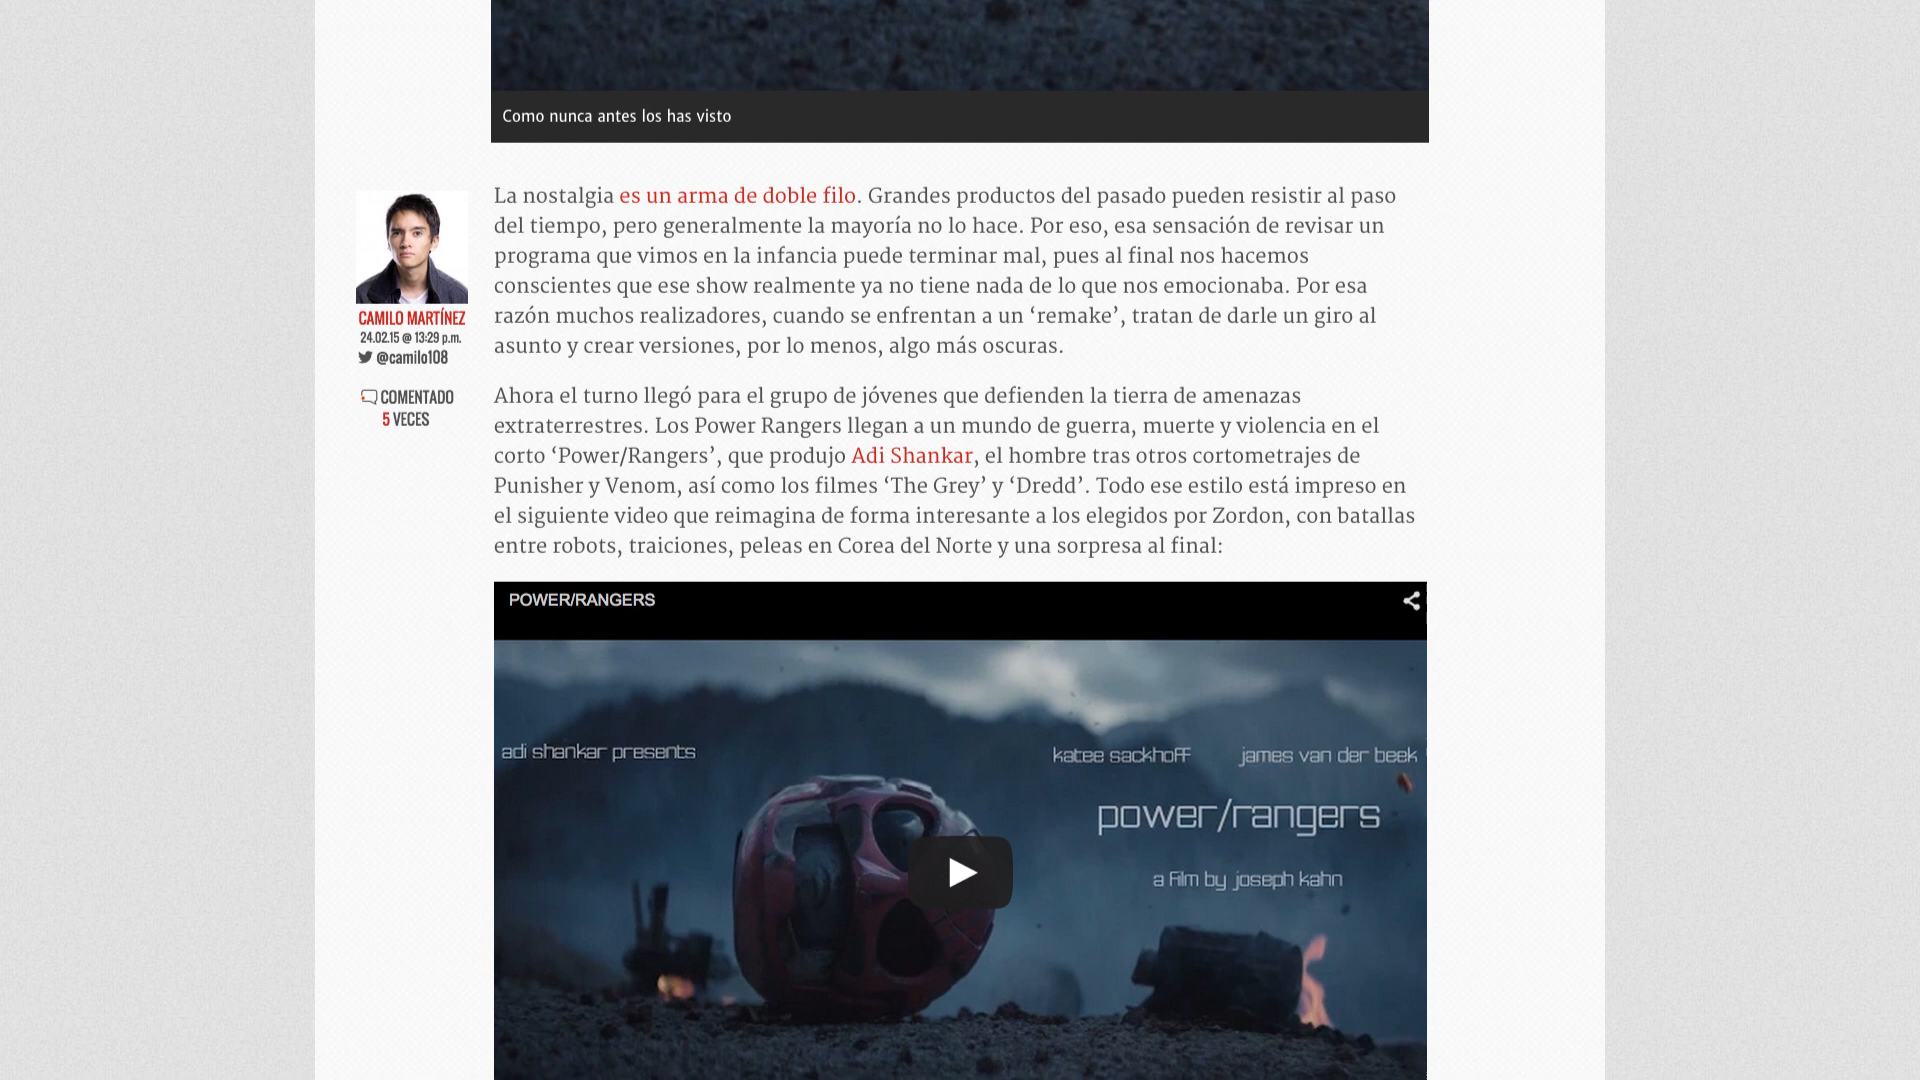 Como nunca antes los has visto
CAMILO MARTÍNEZ
24.02.15 @ 13:29 p.m.
@camilo108
COMENTADO
5 VECES
La nostalgia es un arma de doble filo. Grandes productos del pasado pueden resistir al paso
del tiempo, pero generalmente la mayoría no lo hace. Por eso, esa sensación de revisar un
programa que vimos en la infancia puede terminar mal, pues al final nos hacemos
conscientes que ese show realmente ya no tiene nada de lo que nos emocionaba. Por esa
razón muchos realizadores, cuando se enfrentan a un ‘remake’, tratan de darle un giro al
asunto y crear versiones, por lo menos, algo más oscuras.
Ahora el turno llegó para el grupo de jóvenes que defienden la tierra de amenazas
extraterrestres. Los Power Rangers llegan a un mundo de guerra, muerte y violencia en el
corto ‘Power/Rangers’, que produjo Adi Shankar, el hombre tras otros cortometrajes de
Punisher y Venom, así como los filmes ‘The Grey’ y ‘Dredd’. Todo ese estilo está impreso en
el siguiente video que reimagina de forma interesante a los elegidos por Zordon, con batallas
entre robots, traiciones, peleas en Corea del Norte y una sorpresa al final:
POWER/RANGERS
adi shankar presents
katee sackhoff james van der beek
power/rangers
a film by joseph kahn